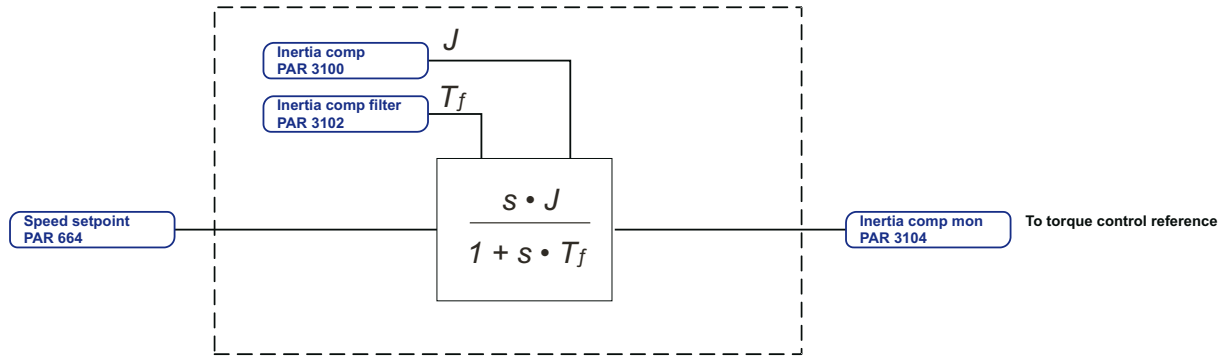 Inertia comp
PAR 3100
J
Inertia comp filter
PAR 3102
Tf
Speed setpoint
PAR 664
s • J
1 + s • Tf
Inertia comp mon
PAR 3104
To torque control reference